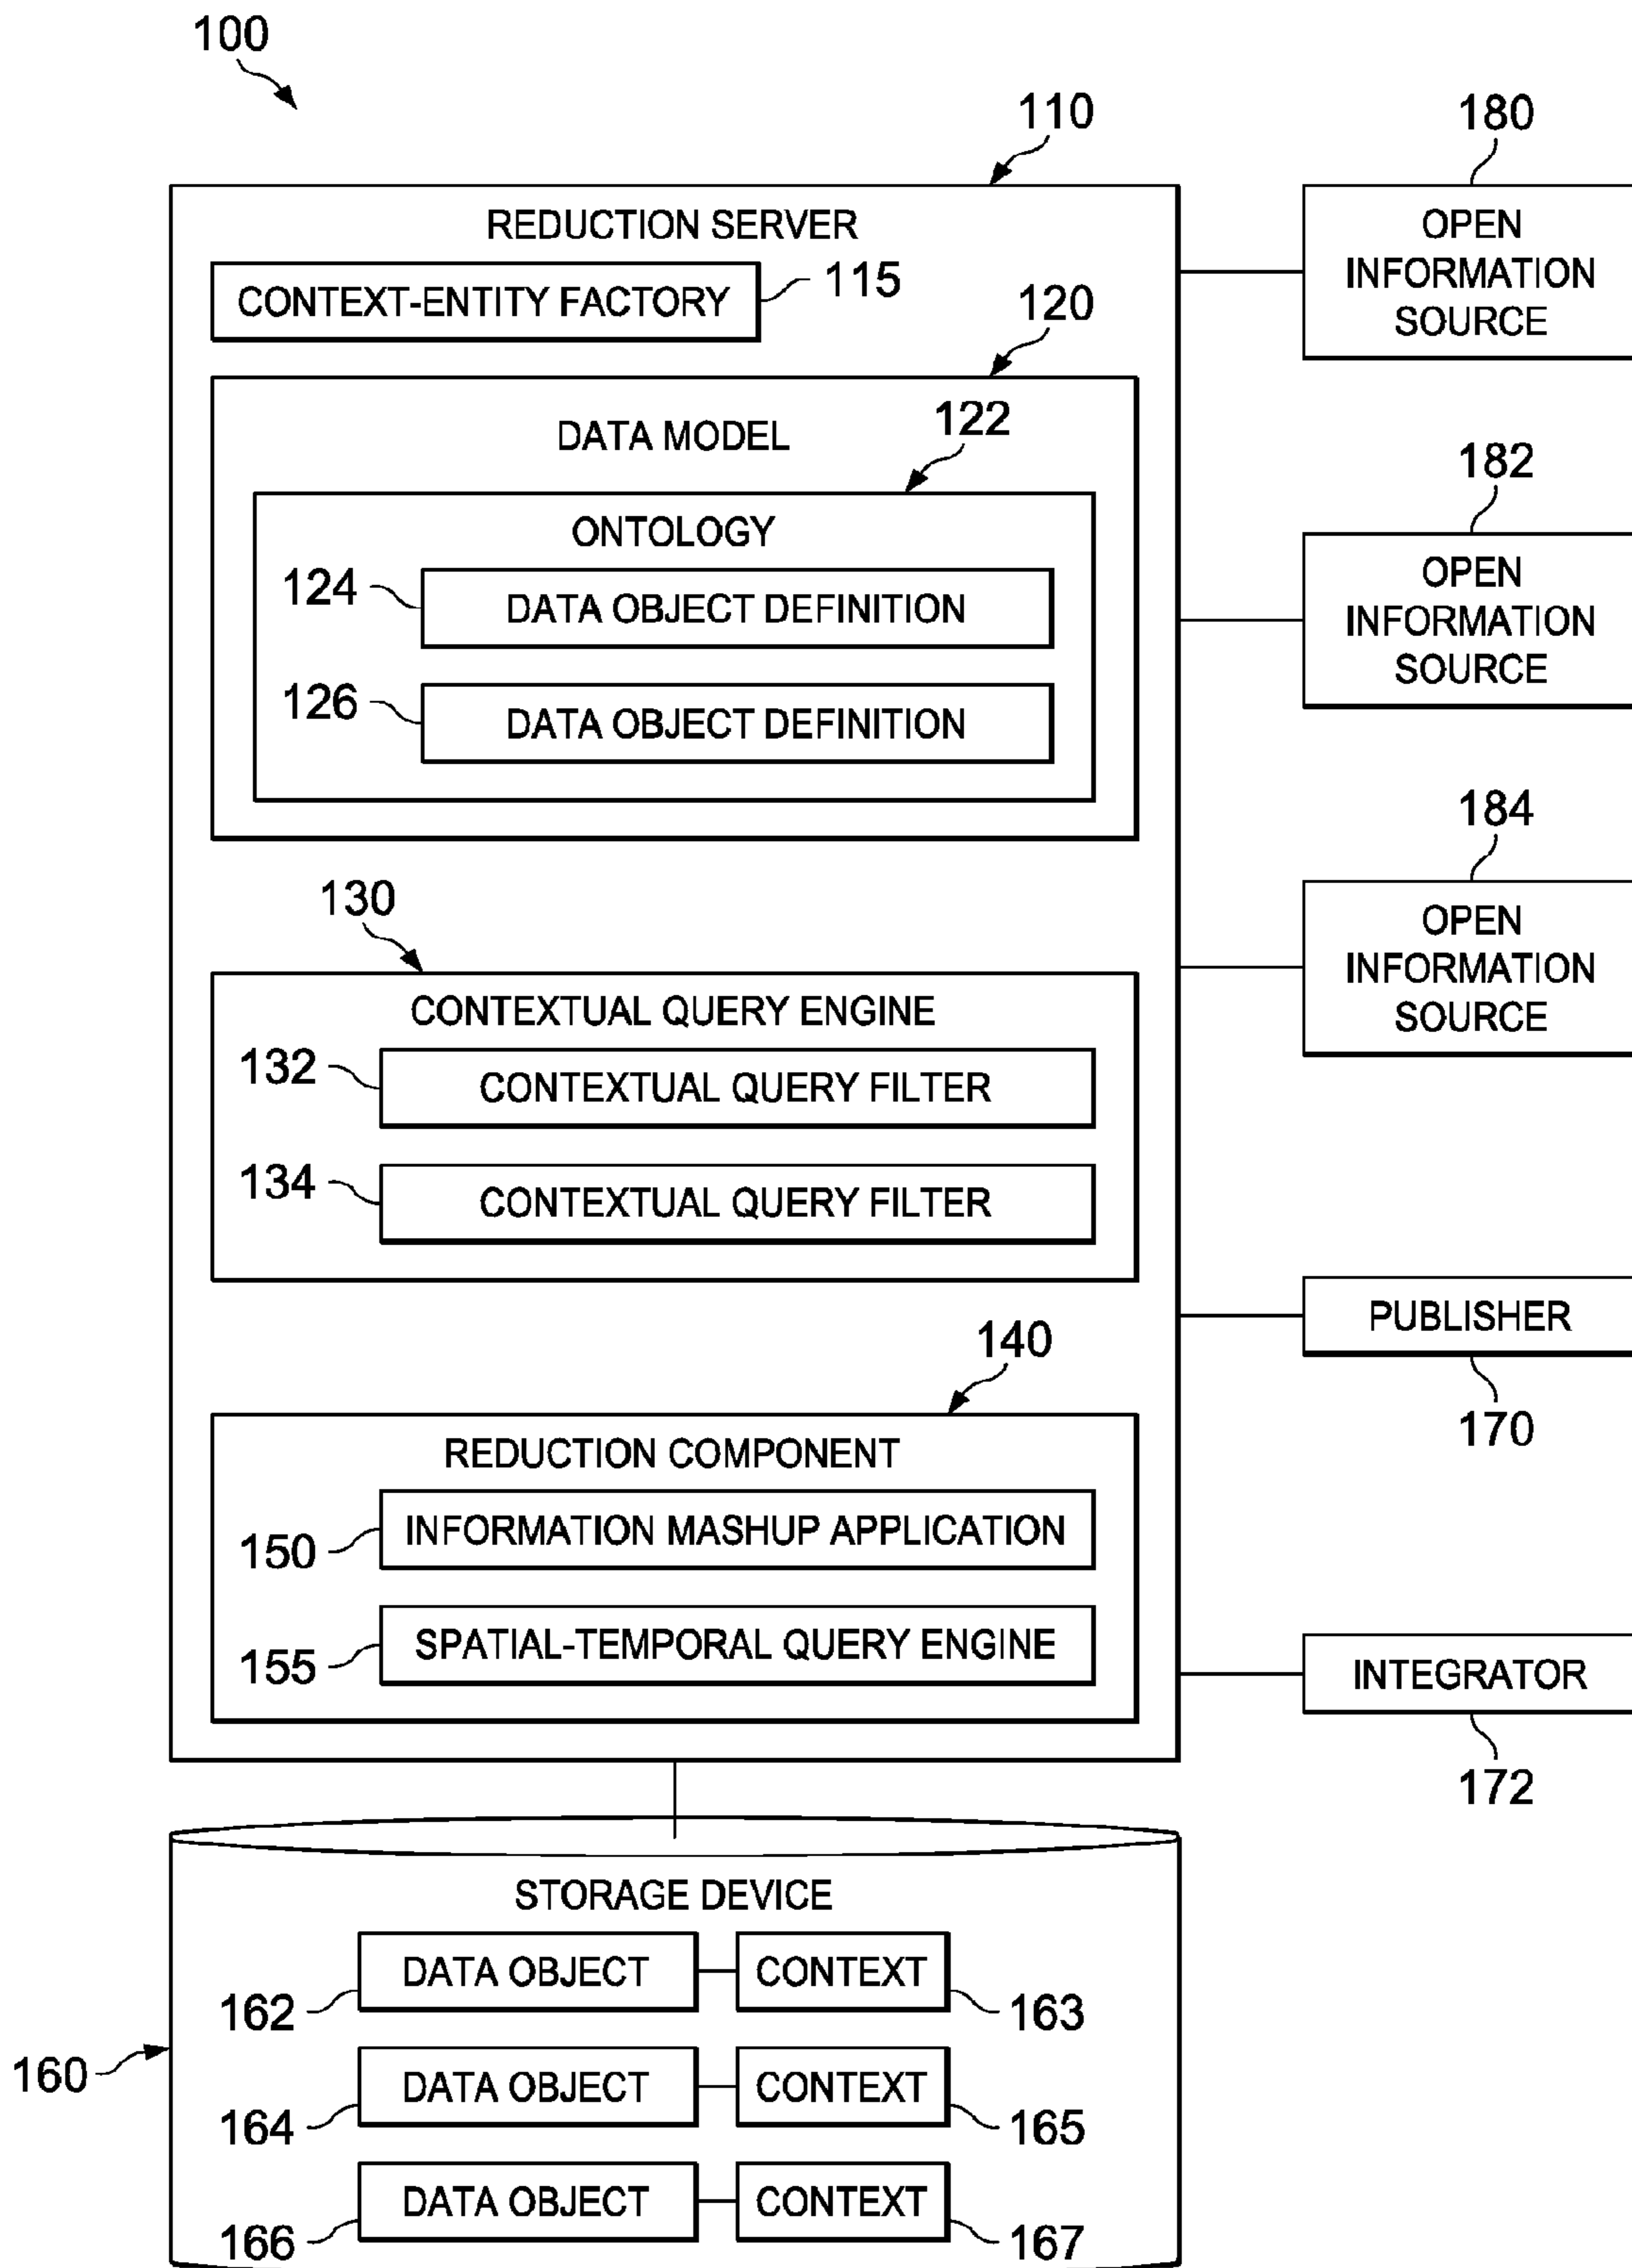 100
110
180
REDUCTION SERVER
OPEN
INFORMATION
SOURCE
CONTEXT-ENTITY FACTORY
115
120
DATA MODEL
122
182
ONTOLOGY
OPEN
INFORMATION
SOURCE
124
DATA OBJECT DEFINITION
126
DATA OBJECT DEFINITION
184
130
OPEN
INFORMATION
SOURCE
CONTEXTUAL QUERY ENGINE
132
CONTEXTUAL QUERY FILTER
134
CONTEXTUAL QUERY FILTER
PUBLISHER
140
170
REDUCTION COMPONENT
150
INFORMATION MASHUP APPLICATION
155
SPATIAL-TEMPORAL QUERY ENGINE
INTEGRATOR
172
STORAGE DEVICE
DATA OBJECT
CONTEXT
162
163
160
DATA OBJECT
CONTEXT
164
165
DATA OBJECT
CONTEXT
166
167